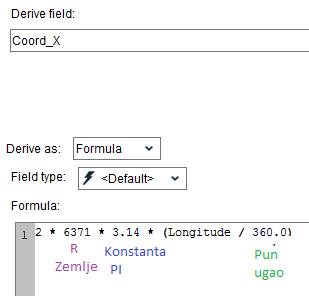 Derive field:
Coord_X
Derive as: Formula
Field type: <Default>
Formula:
1 2 * 6371 * 3.14 * (Longitude / 360.0)
R Konstanta Pun
Zemlje PI ugao